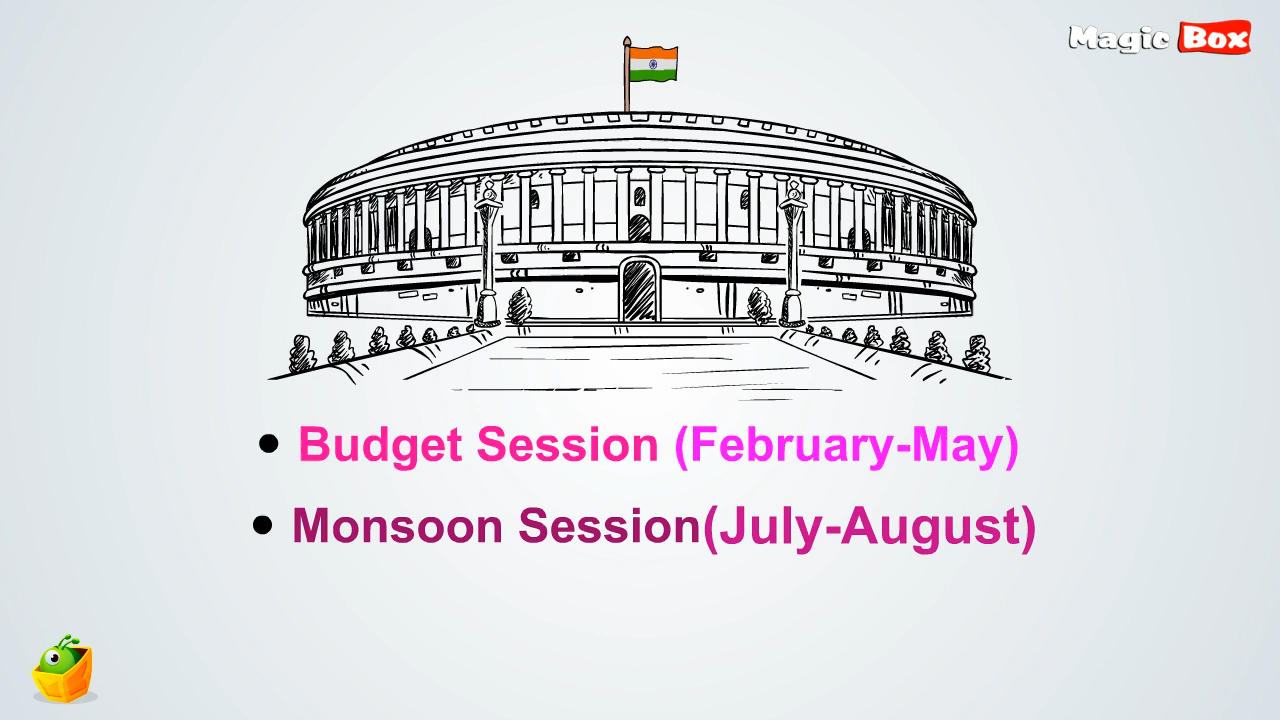 Magic Box
• Budget Session (February-May)
• Monsoon Session(July-August)